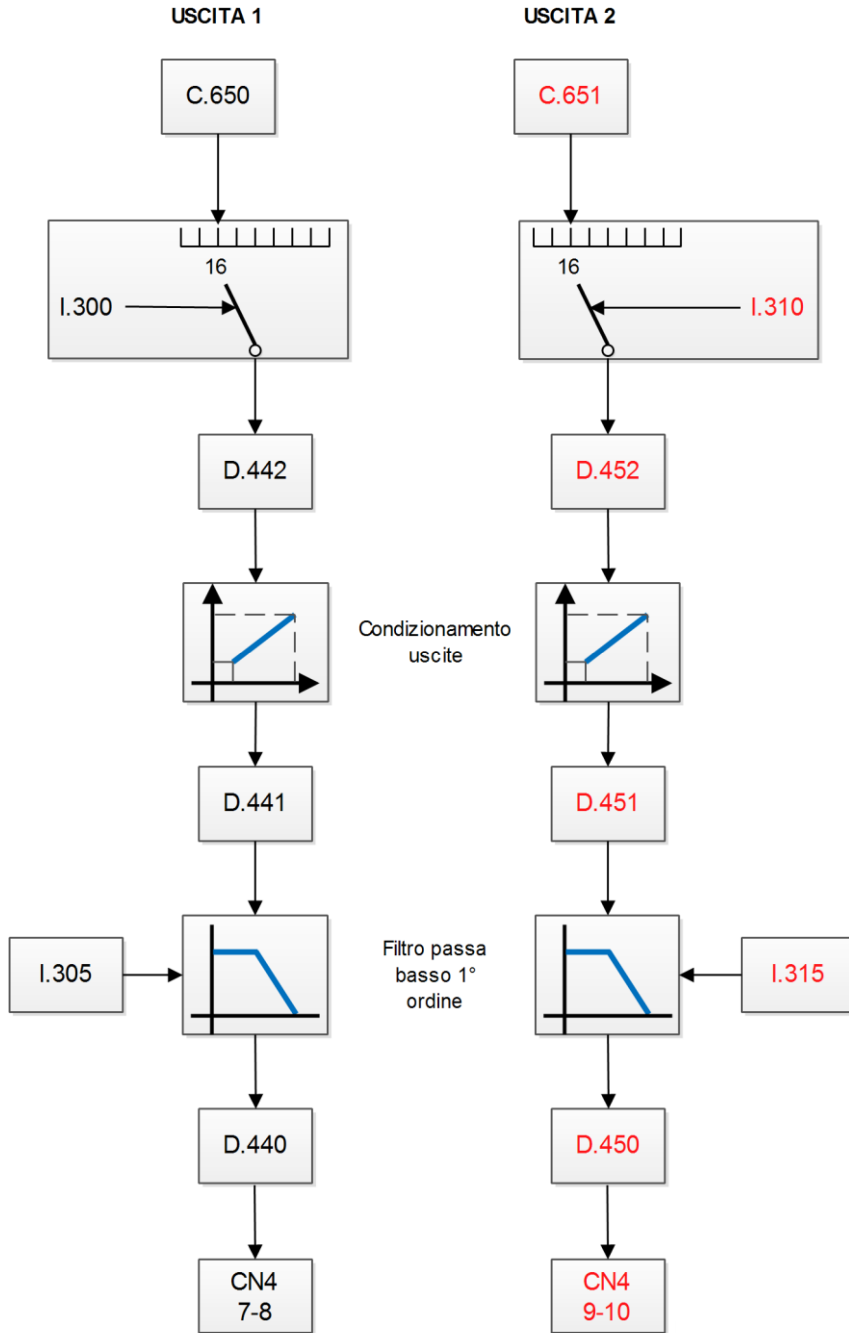 USCITA 1
USCITA 2
C.650
C.651
16
16
I.300
I.310
D.442
D.452
Condizionamento
uscite
D.441
D.451
I.305
Filtro passa
basso 1°
ordine
I.315
D.440
D.450
CN4
7-8
CN4
9-10